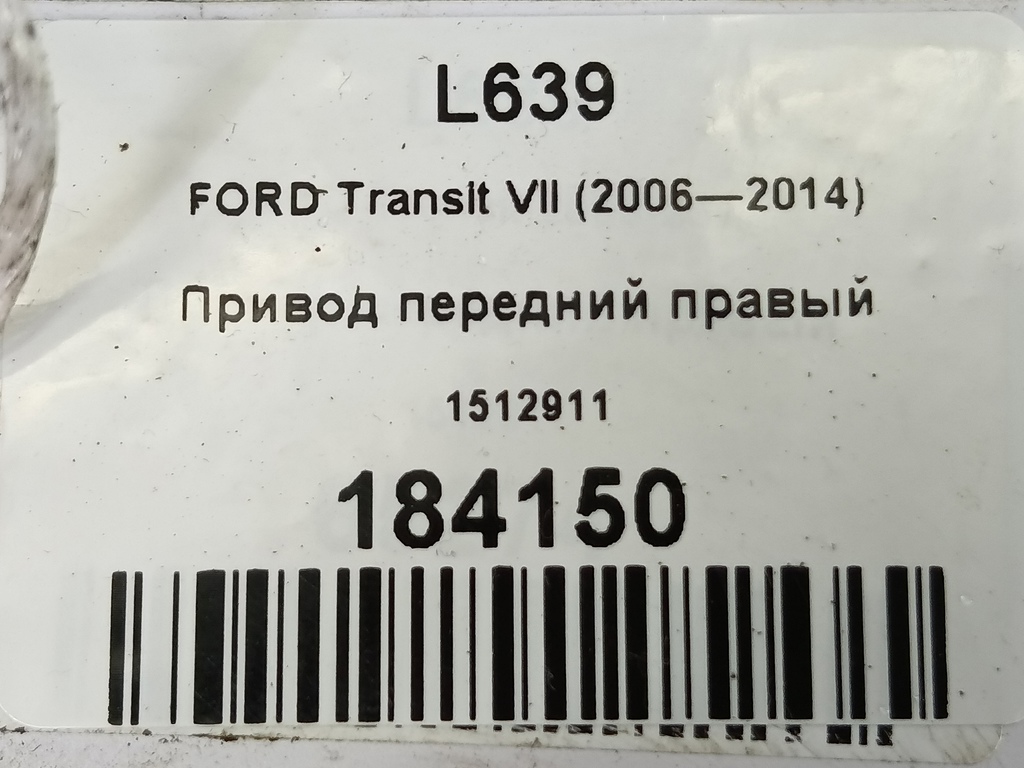 L639
FORD Transit VII (2006—2014)
Привод передний правый
1512911
184150